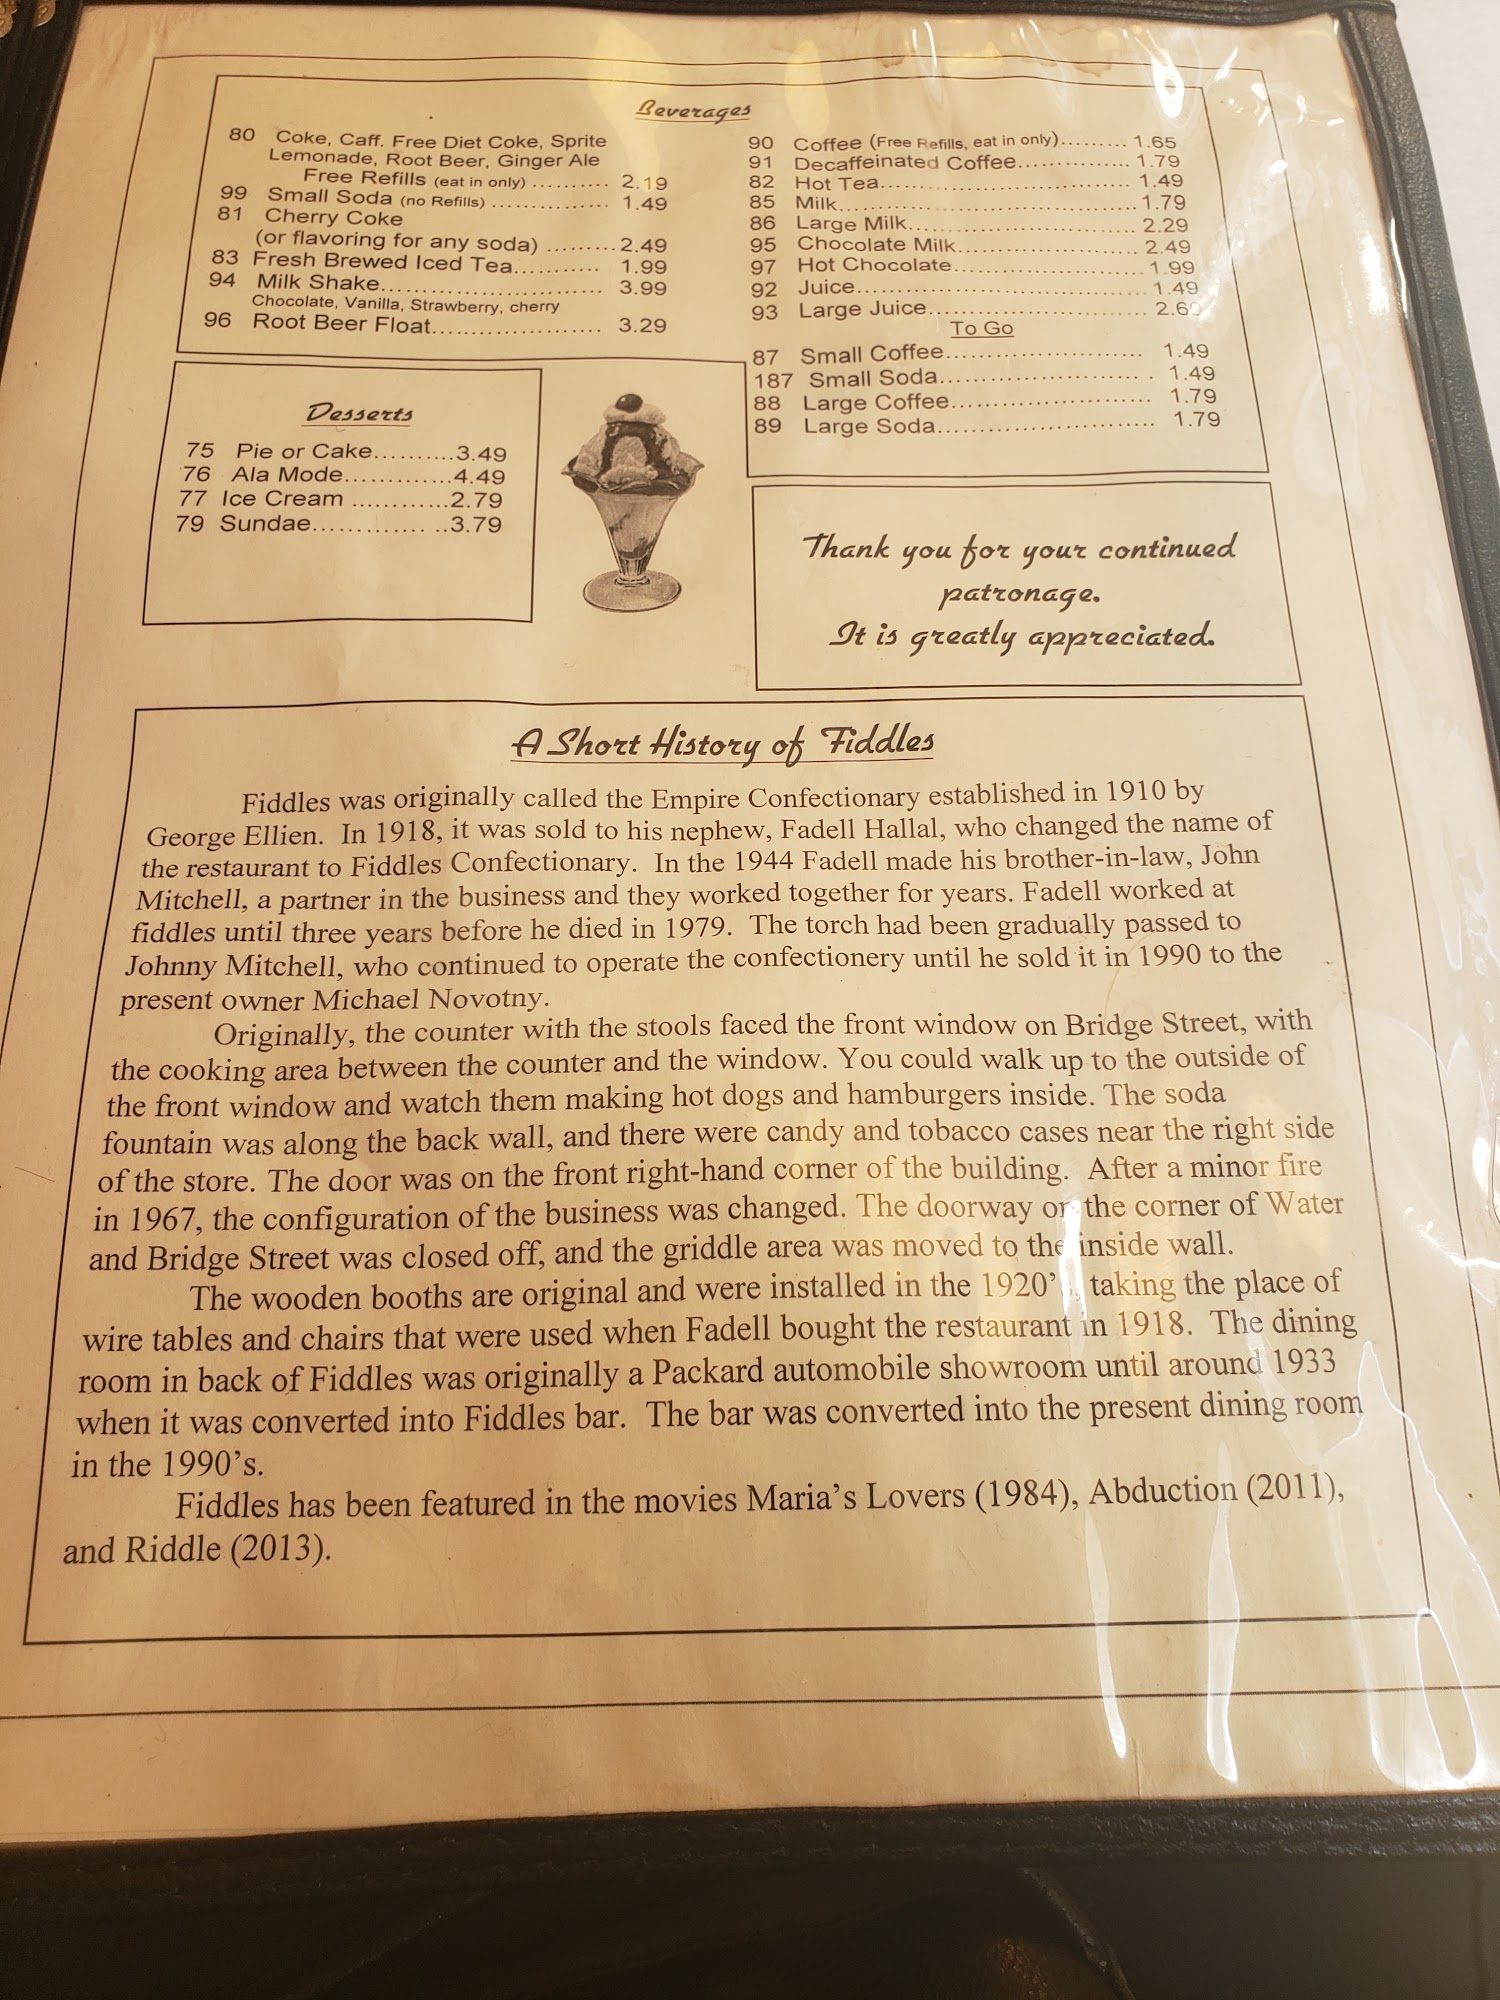 Beverages
80 Coke, Caff. Free Diet Coke, Sprite
Lemonade, Root Beer, Ginger Ale
Free Refills (eat in only) .......... 2.19
99 Small Soda (no Refills) ............... 1.49
81 Cherry Coke
(or flavoring for any soda) .........2.49
83 Fresh Brewed Iced Tea........... 1.99
94 Milk Shake............................ 3.99
Chocolate, Vanilla, Strawberry, cherry
96 Root Beer Float...................... 3.29
90 Coffee (Free Refills, eat in only)......... 1.65
91 Decaffeinated Coffee............... 1.79
82 Hot Tea.................................. 1.49
85 Milk........................................1.79
86 Large Milk............................... 2.29
95 Chocolate Milk........................ 2.49
97 Hot Chocolate......................... 1.99
92 Juice...................................... 1.49
93 Large Juice............................
To Go
87 Small Coffee.......................... 1.49
187 Small Soda........................... 1.49
88 Large Coffee.......................... 1.79
89 Large Soda............................ 1.79
Desserts
75 Pie or Cake..........3.49
76 Ala Mode.............4.49
77 Ice Cream ............2.79
79 Sundae............. ..3.79
Thank you for your continued
patronage.
It is greatly appreciated.
A Short History of Fiddles
Fiddles was originally called the Empire Confectionary established in 1910 by
George Ellien. In 1918, it was sold to his nephew, Fadell Hallal, who changed the name of
the restaurant to Fiddles Confectionary. In the 1944 Fadell made his brother-in-law, John
Mitchell, a partner in the business and they worked together for years. Fadell worked at
fiddles until three years before he died in 1979. The torch had been gradually passed to
Johnny Mitchell, who continued to operate the confectionery until he sold it in 1990 to the
present owner Michael Novotny.
Originally, the counter with the stools faced the front window on Bridge Street, with
the cooking area between the counter and the window. You could walk up to the outside of
the front window and watch them making hot dogs and hamburgers inside. The soda
fountain was along the back wall, and there were candy and tobacco cases near the right side
of the store. The door was on the front right-hand corner of the building. After a minor fire
in 1967, the configuration of the business was changed. The doorway on the corner of Water
and Bridge Street was closed off, and the griddle area was moved to the inside wall.
The wooden booths are original and were installed in the 1920's, taking the place of
wire tables and chairs that were used when Fadell bought the restaurant in 1918. The dining
room in back of Fiddles was originally a Packard automobile showroom until around 1933
when it was converted into Fiddles bar. The bar was converted into the present dining room
in the 1990's.
Fiddles has been featured in the movies Maria's Lovers (1984), Abduction (2011),
and Riddle (2013).